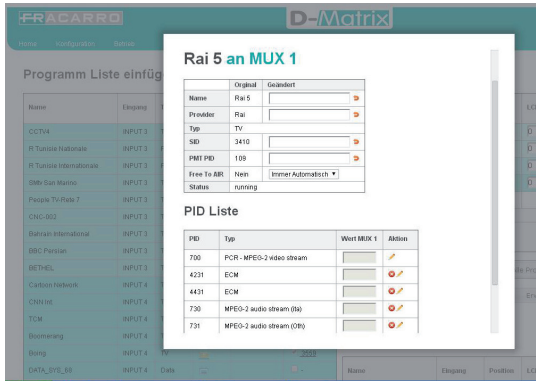 FRACARRO
D-Matrix
Home Konfiguration Betrieb
Programm Liste einfüg
Name Eingang
CCTV4 INPUT 3
R Tunisie Nationale INPUT 3
R Tunisie Internationale INPUT 3
SMtv San Marino INPUT 3
People TV-Rete 7 INPUT 3
CNC-002 INPUT 3
Bahrain International INPUT 3
BBC Persian INPUT 3
BETHEL INPUT 3
Cartoon Network INPUT 4
CNN Int. INPUT 4
TCM INPUT 4
Boomerang INPUT 4
Boing INPUT 4 TV
DATA_SYS_BB INPUT 4 Data
Rai 5 an MUX 1
Orginal Geändert
Name Rai 5
Provider Rai
Typ TV
SID 3410
PMT PID 109
Free To AIR Nein Immer Automatisch
Status running
PID Liste
PID Typ Wert MUX 1 Aktion
700 PCR - MPEG-2 video stream
4231 ECM
4431 ECM
730 MPEG-2 audio stream (ita)
731 MPEG-2 audio stream (Oth)
Name Eingang Position